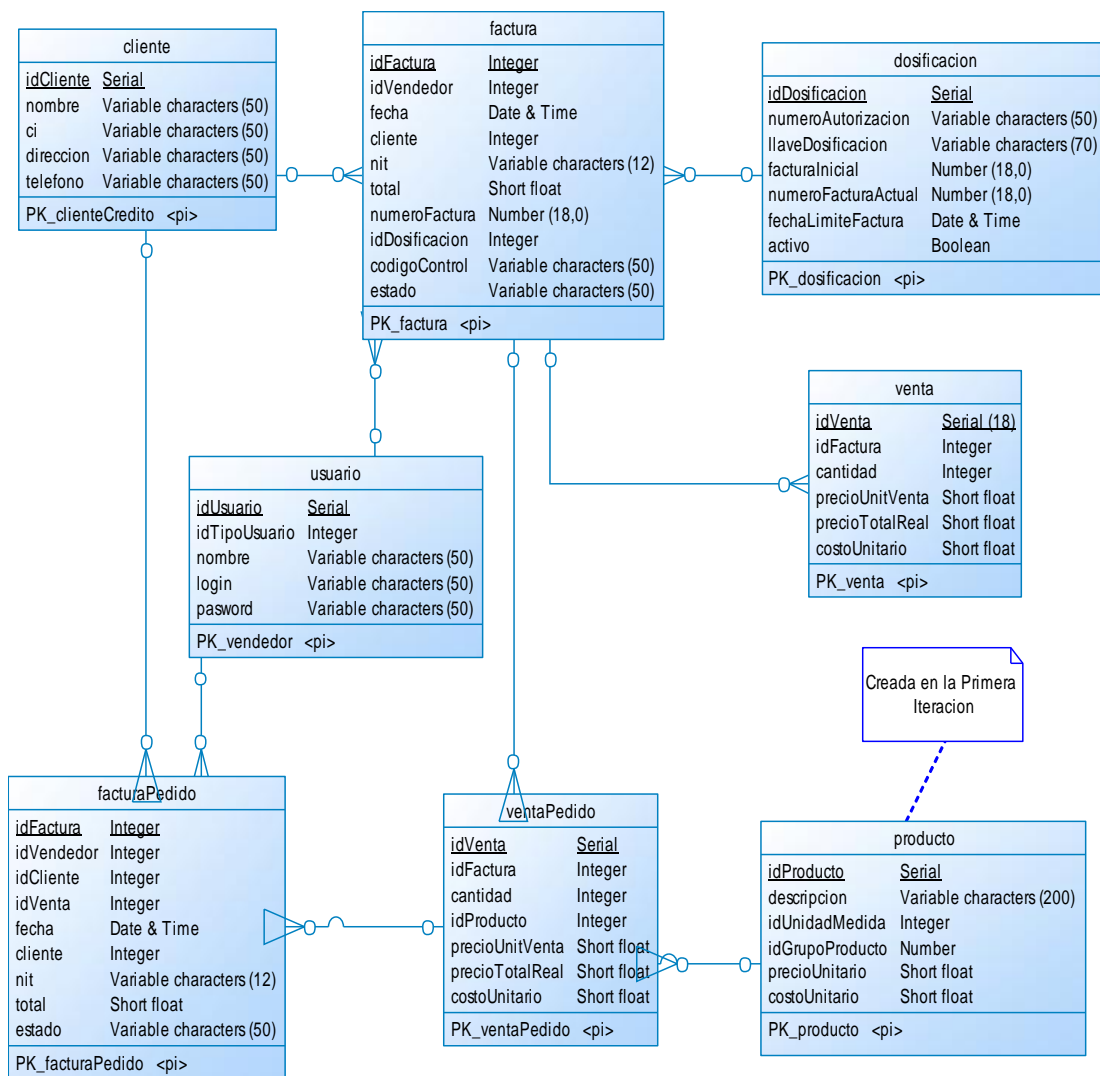 cliente
idCliente Serial
nombre Variable characters (50)
ci Variable characters (50)
direccion Variable characters (50)
telefono Variable characters (50)
PK_clienteCredito <pi>
factura
idFactura Integer
idVendedor Integer
fecha Date & Time
cliente Integer
nit Variable characters (12)
total Short float
numeroFactura Number (18,0)
idDosificacion Integer
codigoControl Variable characters (50)
estado Variable characters (50)
PK_factura <pi>
dosificacion
idDosificacion Serial
numeroAutorizacion Variable characters (50)
llaveDosificacion Variable characters (70)
facturaInicial Number (18,0)
numeroFacturaActual Number (18,0)
fechaLimiteFactura Date & Time
activo Boolean
PK_dosificacion <pi>
venta
idVenta Serial (18)
idFactura Integer
cantidad Integer
precioUnitVenta Short float
precioTotalReal Short float
costoUnitario Short float
PK_venta <pi>
usuario
idUsuario Serial
idTipoUsuario Integer
nombre Variable characters (50)
login Variable characters (50)
pasword Variable characters (50)
PK_vendedor <pi>
Creada en la Primera
Iteracion
facturaPedido
idFactura Integer
idVendedor Integer
idCliente Integer
idVenta Integer
fecha Date & Time
cliente Integer
nit Variable characters (12)
total Short float
estado Variable characters (50)
PK_facturaPedido <pi>
ventaPedido
idVenta Serial
idFactura Integer
cantidad Integer
idProducto Integer
precioUnitVenta Short float
precioTotalReal Short float
costoUnitario Short float
PK_ventaPedido <pi>
producto
idProducto Serial
descripcion Variable characters (200)
idUnidadMedida Integer
idGrupoProducto Number
precioUnitario Short float
costoUnitario Short float
PK_producto <pi>